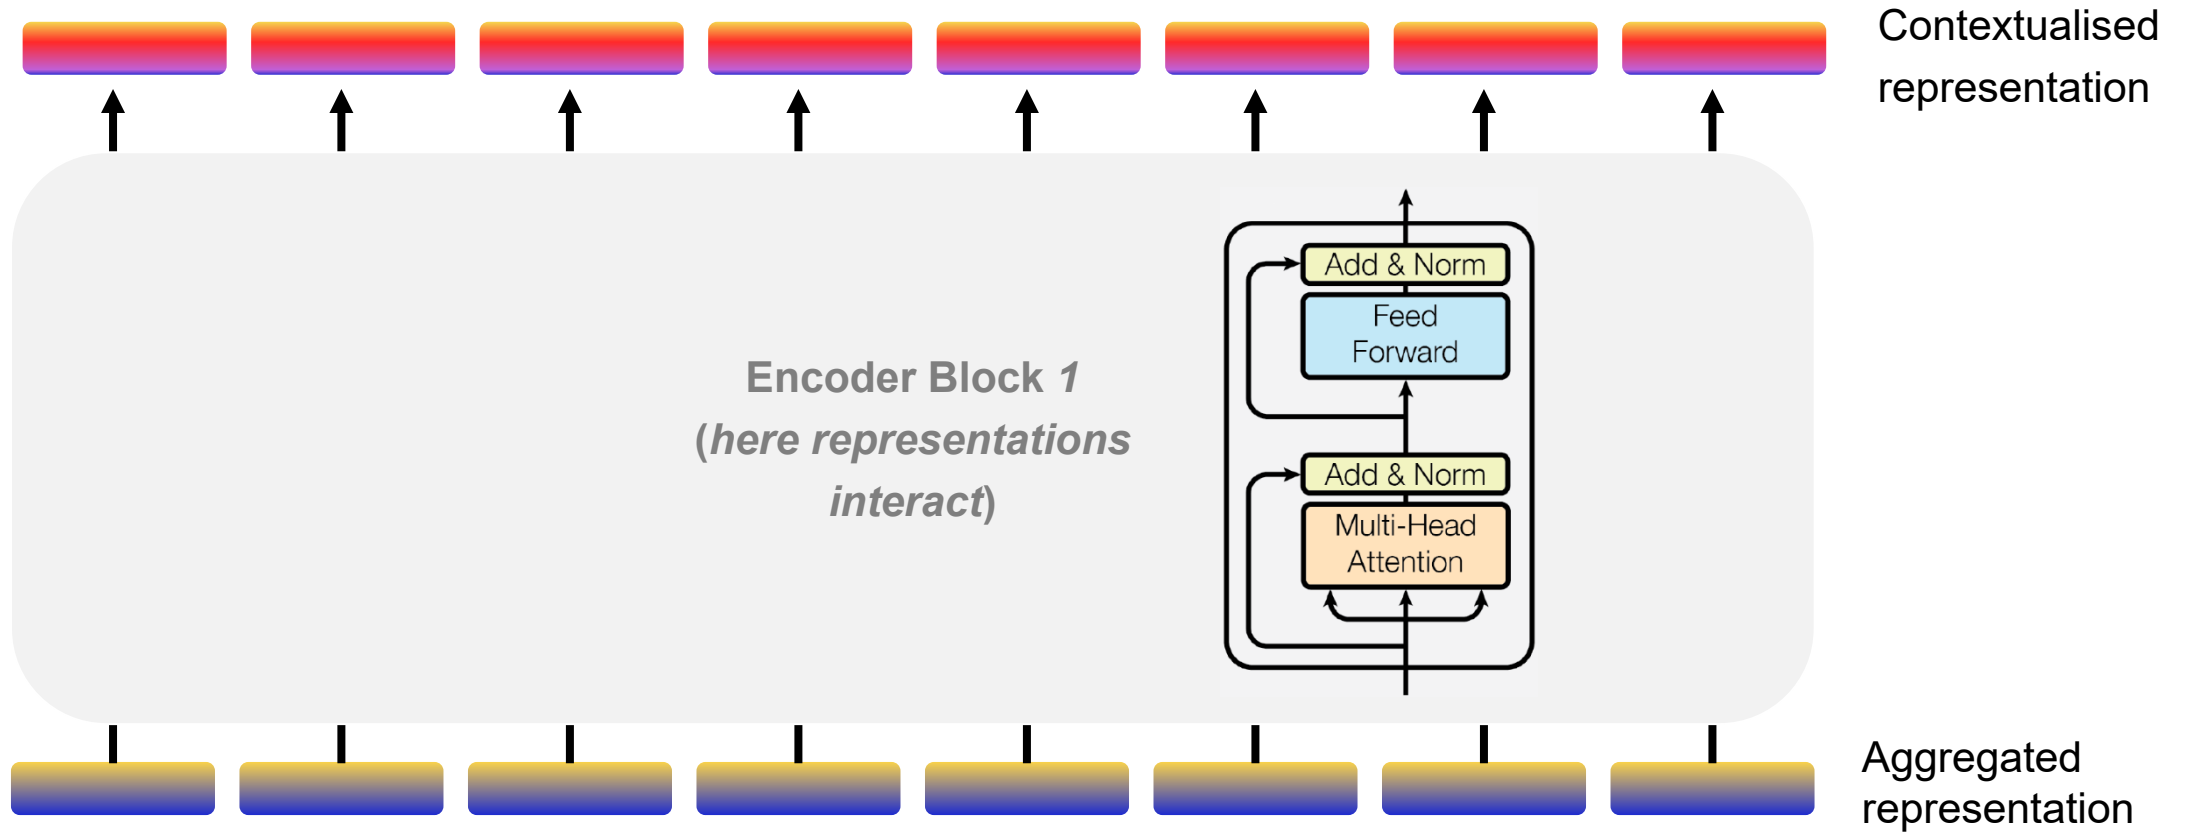 Contextualised
representation
Add & Norm
Feed
Forward
Encoder Block 1
(here representations
interact)
Add & Norm
Multi-Head
Attention
Aggregated
representation